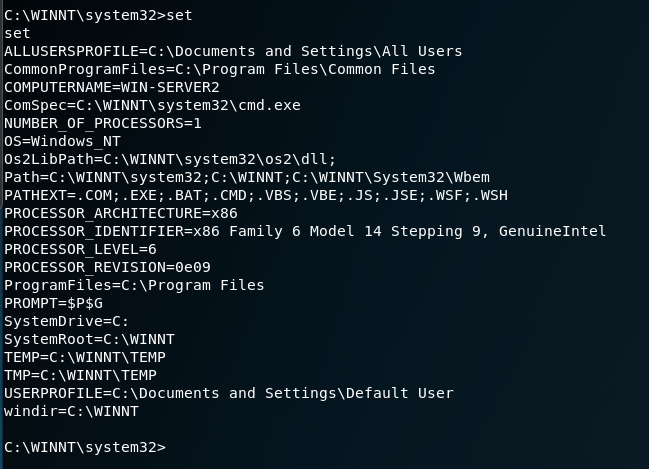 C:\WINNT\system32>set
set
ALLUSERSPROFILE=C:\Documents and Settings\All Users
CommonProgramFiles=C:\Program Files\Common Files
COMPUTERNAME=WIN-SERVER2
ComSpec=C:\WINNT\system32\cmd.exe
NUMBER_OF_PROCESSORS=1
OS=Windows_NT
Os2LibPath=C:\WINNT\system32\os2\dll;
Path=C:\WINNT\system32;C:\WINNT;C:\WINNT\System32\Wbem
PATHEXT=.COM;.EXE;.BAT;.CMD;.VBS;.VBE;.JS;.JSE;.WSF;.WSH
PROCESSOR_ARCHITECTURE=x86
PROCESSOR_IDENTIFIER=x86 Family 6 Model 14 Stepping 9, GenuineIntel
PROCESSOR_LEVEL=6
PROCESSOR_REVISION=0e09
ProgramFiles=C:\Program Files
PROMPT=$P$G
SystemDrive=C:
SystemRoot=C:\WINNT
TEMP=C:\WINNT\TEMP
TMP=C:\WINNT\TEMP
USERPROFILE=C:\Documents and Settings\Default User
windir=C:\WINNT
C:\WINNT\system32>